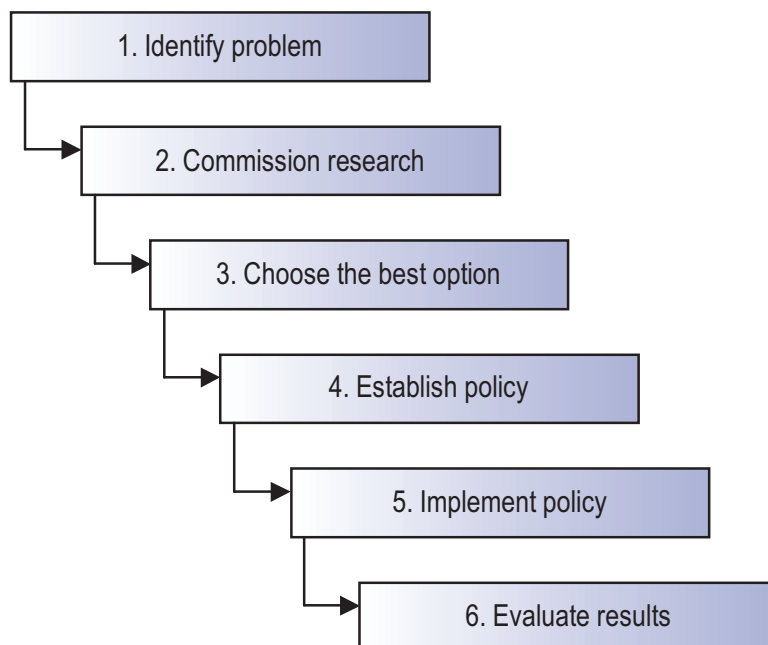 1. Identify problem
2. Commission research
3. Choose the best option
4. Establish policy
5. Implement policy
6. Evaluate results